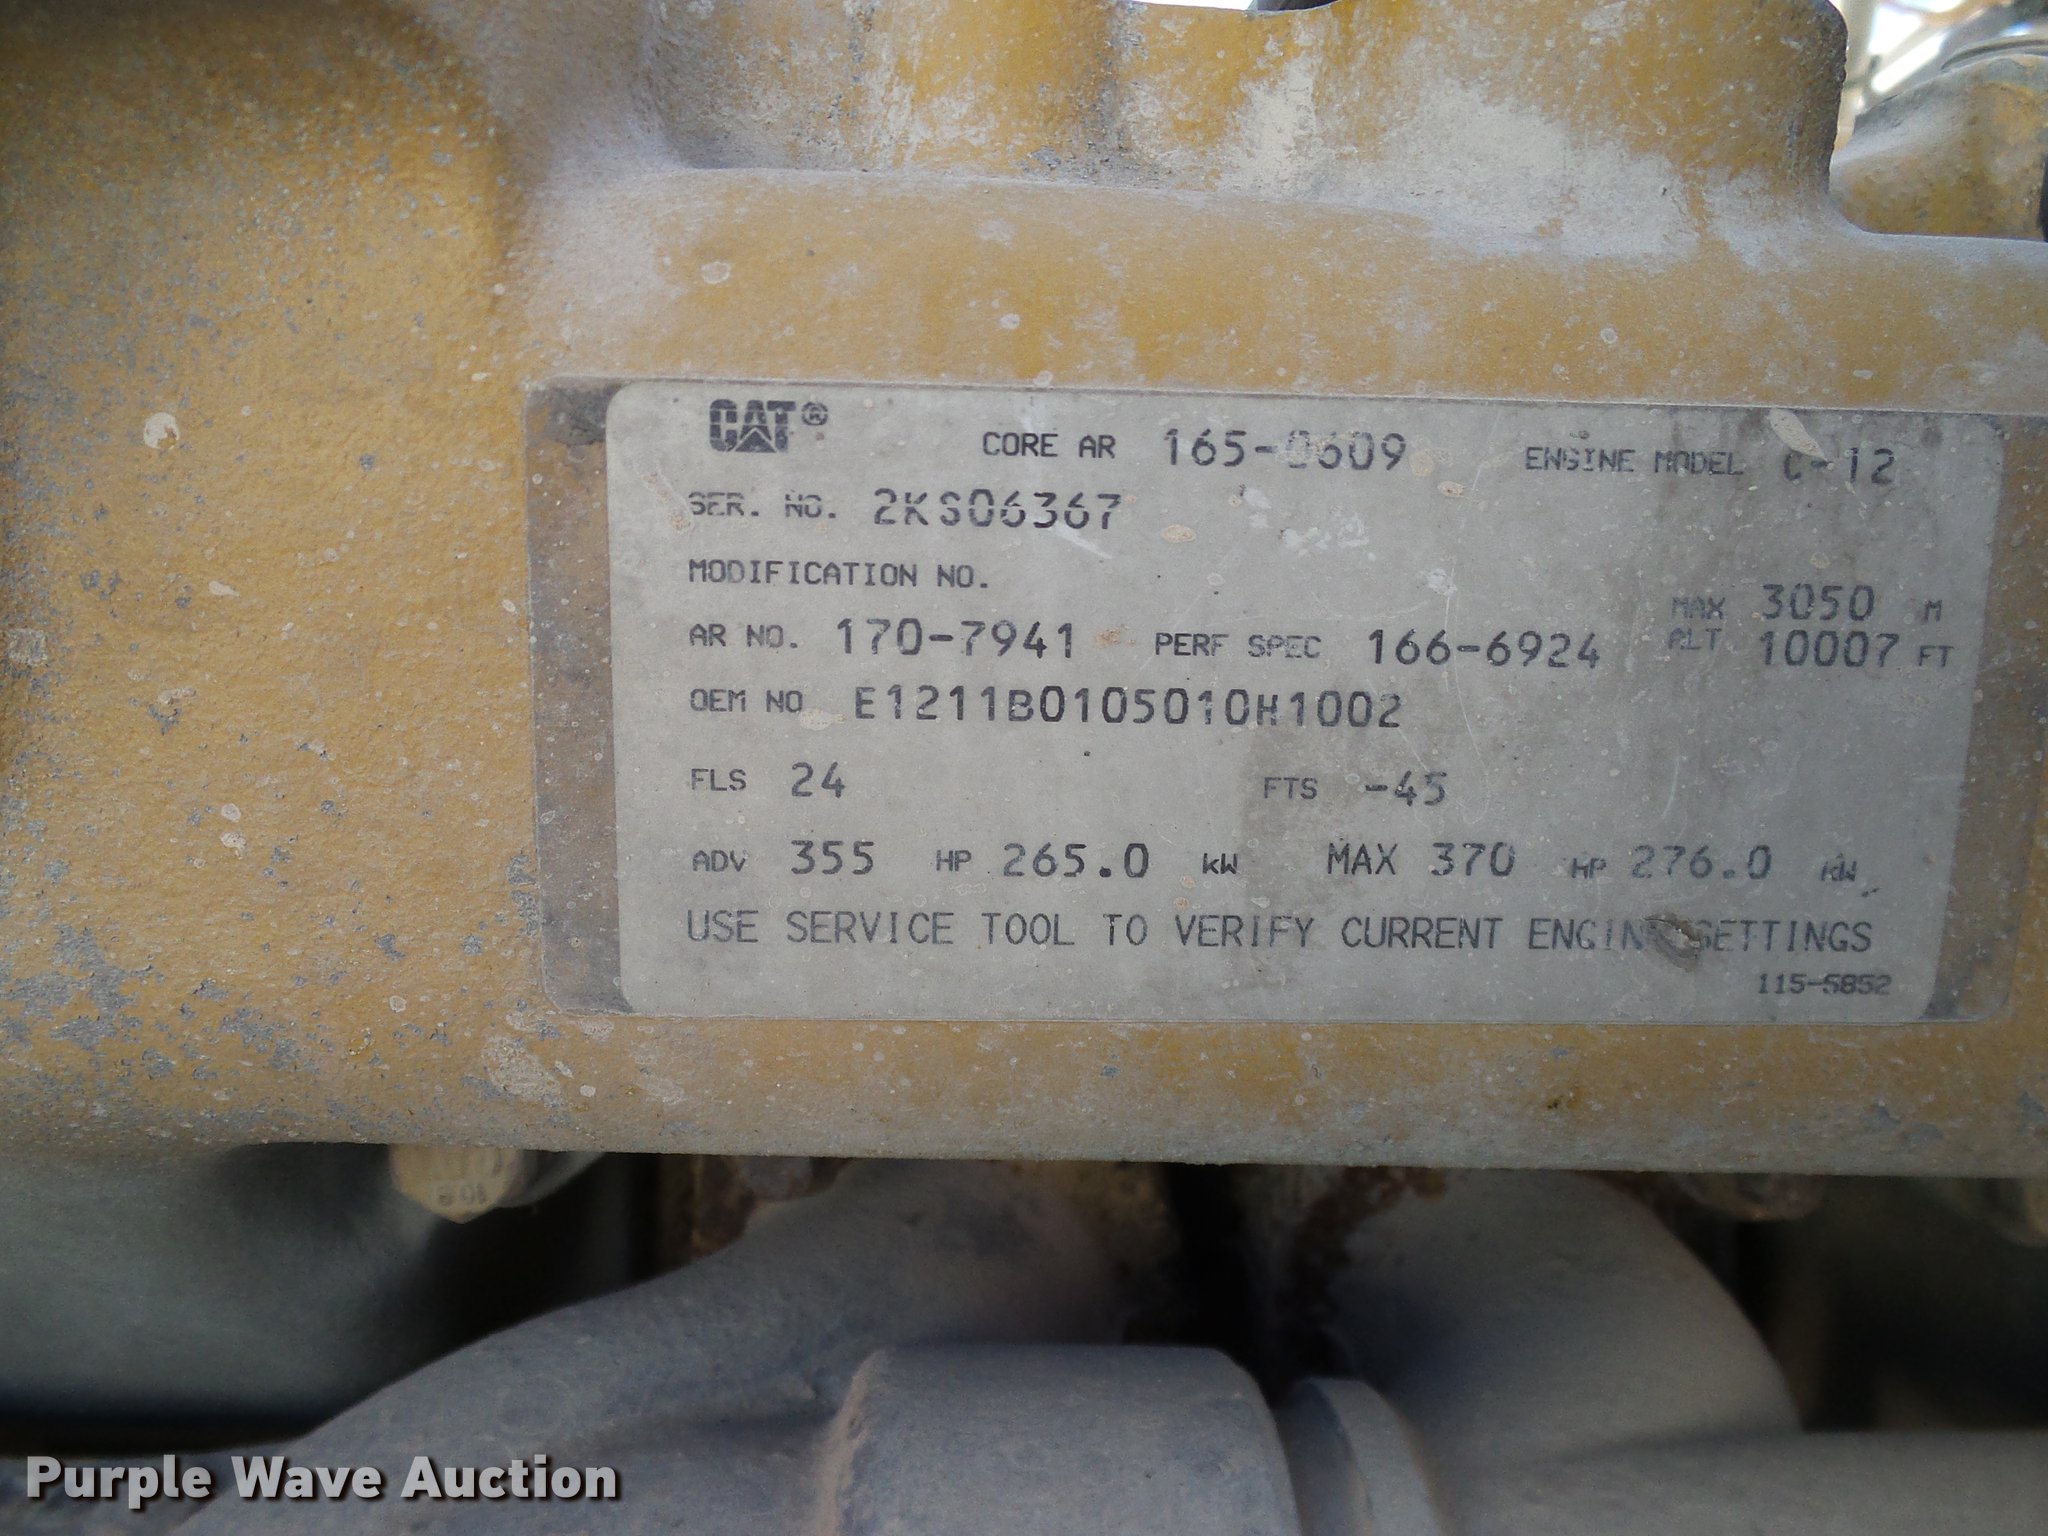 CAT® CORE AR 165-0609 ENGINE MODEL C-12
SER. NO. 2KS06367
MODIFICATION NO.
MAX 3050 M
AR NO. 170-7941 PERF SPEC 166-6924 ALT 10007 FT
OEM NO E1211B0105010H1002
FLS 24 FTS -45
ADV 355 HP 265.0 kW MAX 370 HP 276.0 kW
USE SERVICE TOOL TO VERIFY CURRENT ENGINE SETTINGS
115-5852
Purple Wave Auction